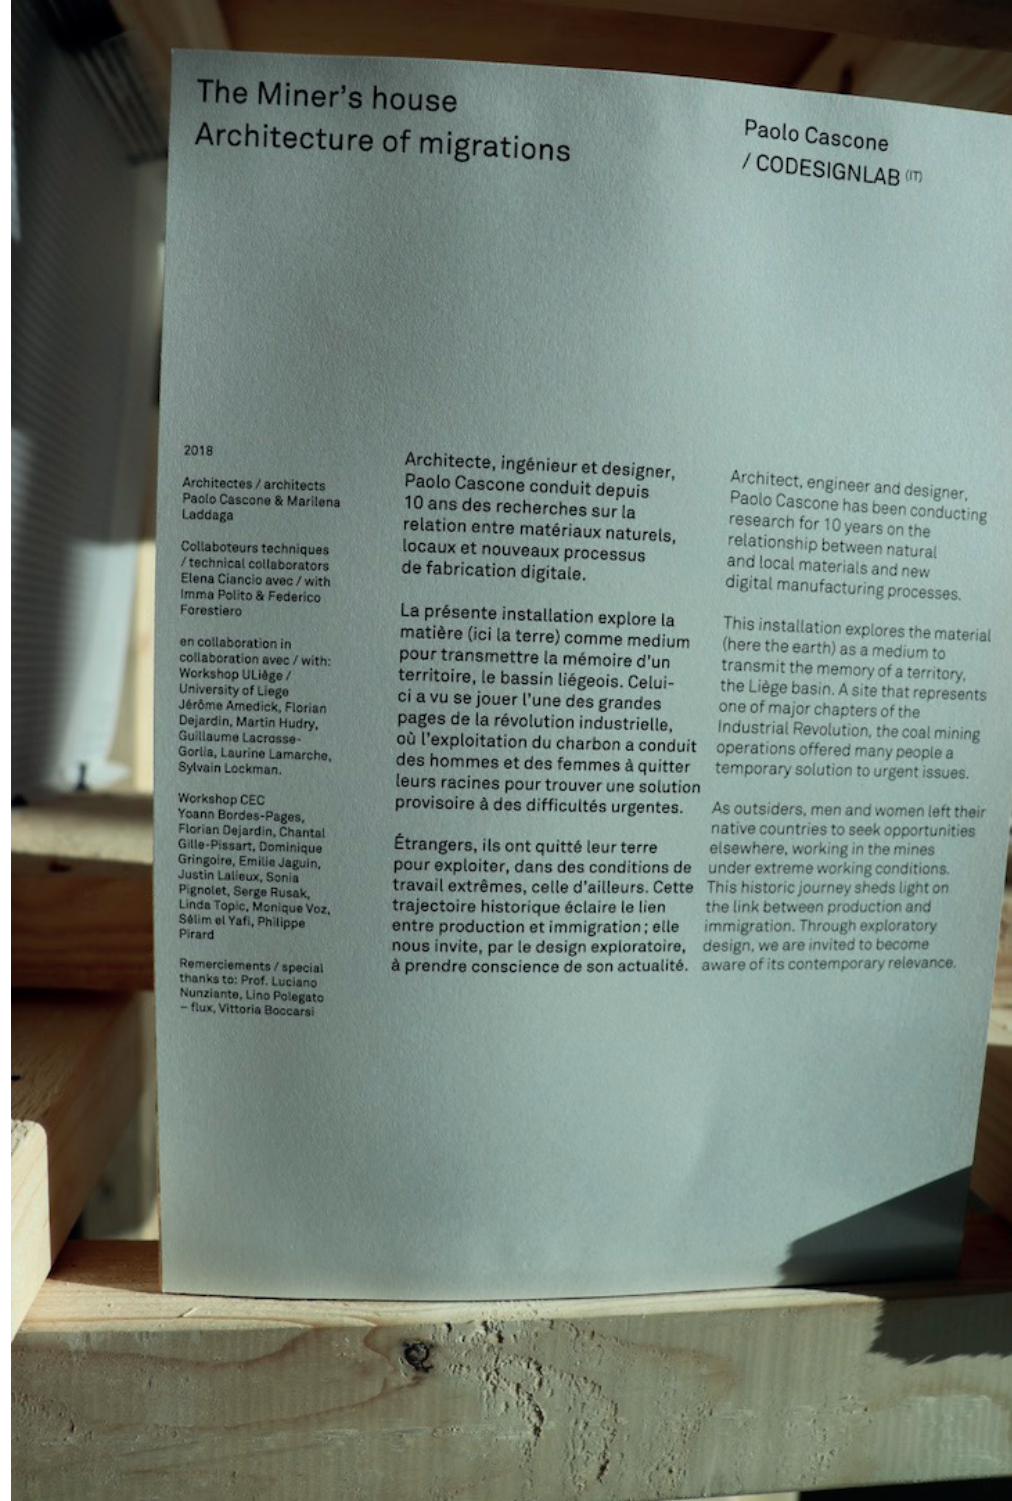 The Miner's house
Architecture of migrations
Paolo Cascone
/ CODESIGNLAB (IT)
2018
Architectes / architects
Paolo Cascone & Marilena
Laddaga
Collaboteurs techniques
/ technical collaborators
Elena Ciancio avec / with
Imma Polito & Federico
Forestiero
en collaboration in
collaboration avec / with:
Workshop ULiège /
University of Liege
Jérôme Amedick, Florian
Dejardin, Martin Hudry,
Guillaume Lacrosse-
Gorlia, Laurine Lamarche,
Sylvain Lockman.
Workshop CEC
Yoann Bordes-Pages,
Florian Dejardin, Chantal
Gille-Pissart, Dominique
Gringoire, Emilie Jaguin,
Justin Lalieux, Sonia
Pignolet, Serge Rusak,
Linda Topic, Monique Voz,
Sélim el Yafi, Philippe
Pirard
Remerciements / special
thanks to: Prof. Luciano
Nunziante, Lino Polegato
– flux, Vittoria Boccarsi
Architecte, ingénieur et designer,
Paolo Cascone conduit depuis
10 ans des recherches sur la
relation entre matériaux naturels,
locaux et nouveaux processus
de fabrication digitale.
La présente installation explore la
matière (ici la terre) comme medium
pour transmettre la mémoire d'un
territoire, le bassin liégeois. Celui-
ci a vu se jouer l'une des grandes
pages de la révolution industrielle,
où l'exploitation du charbon a conduit
des hommes et des femmes à quitter
leurs racines pour trouver une solution
provisoire à des difficultés urgentes.
Étrangers, ils ont quitté leur terre
pour exploiter, dans des conditions de
travail extrêmes, celle d'ailleurs. Cette
trajectoire historique éclaire le lien
entre production et immigration ; elle
nous invite, par le design exploratoire,
à prendre conscience de son actualité.
Architect, engineer and designer,
Paolo Cascone has been conducting
research for 10 years on the
relationship between natural
and local materials and new
digital manufacturing processes.
This installation explores the material
(here the earth) as a medium to
transmit the memory of a territory,
the Liège basin. A site that represents
one of major chapters of the
Industrial Revolution, the coal mining
operations offered many people a
temporary solution to urgent issues.
As outsiders, men and women left their
native countries to seek opportunities
elsewhere, working in the mines
under extreme working conditions.
This historic journey sheds light on
the link between production and
immigration. Through exploratory
design, we are invited to become
aware of its contemporary relevance.